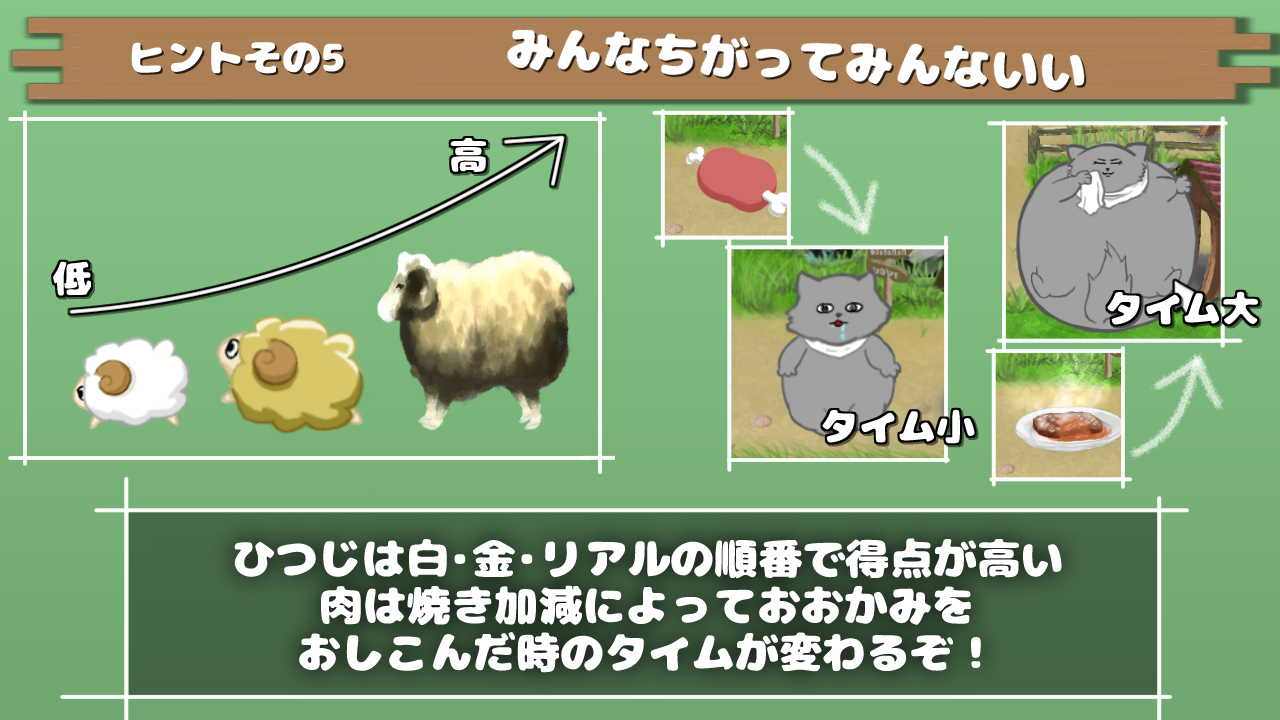 ヒントその5
みんなちがってみんないい
低
高
タイム小
タイム大
ひつじは白・金・リアルの順番で得点が高い
肉は焼き加減によっておおかみを
おしこんだ時のタイムが変わるぞ！